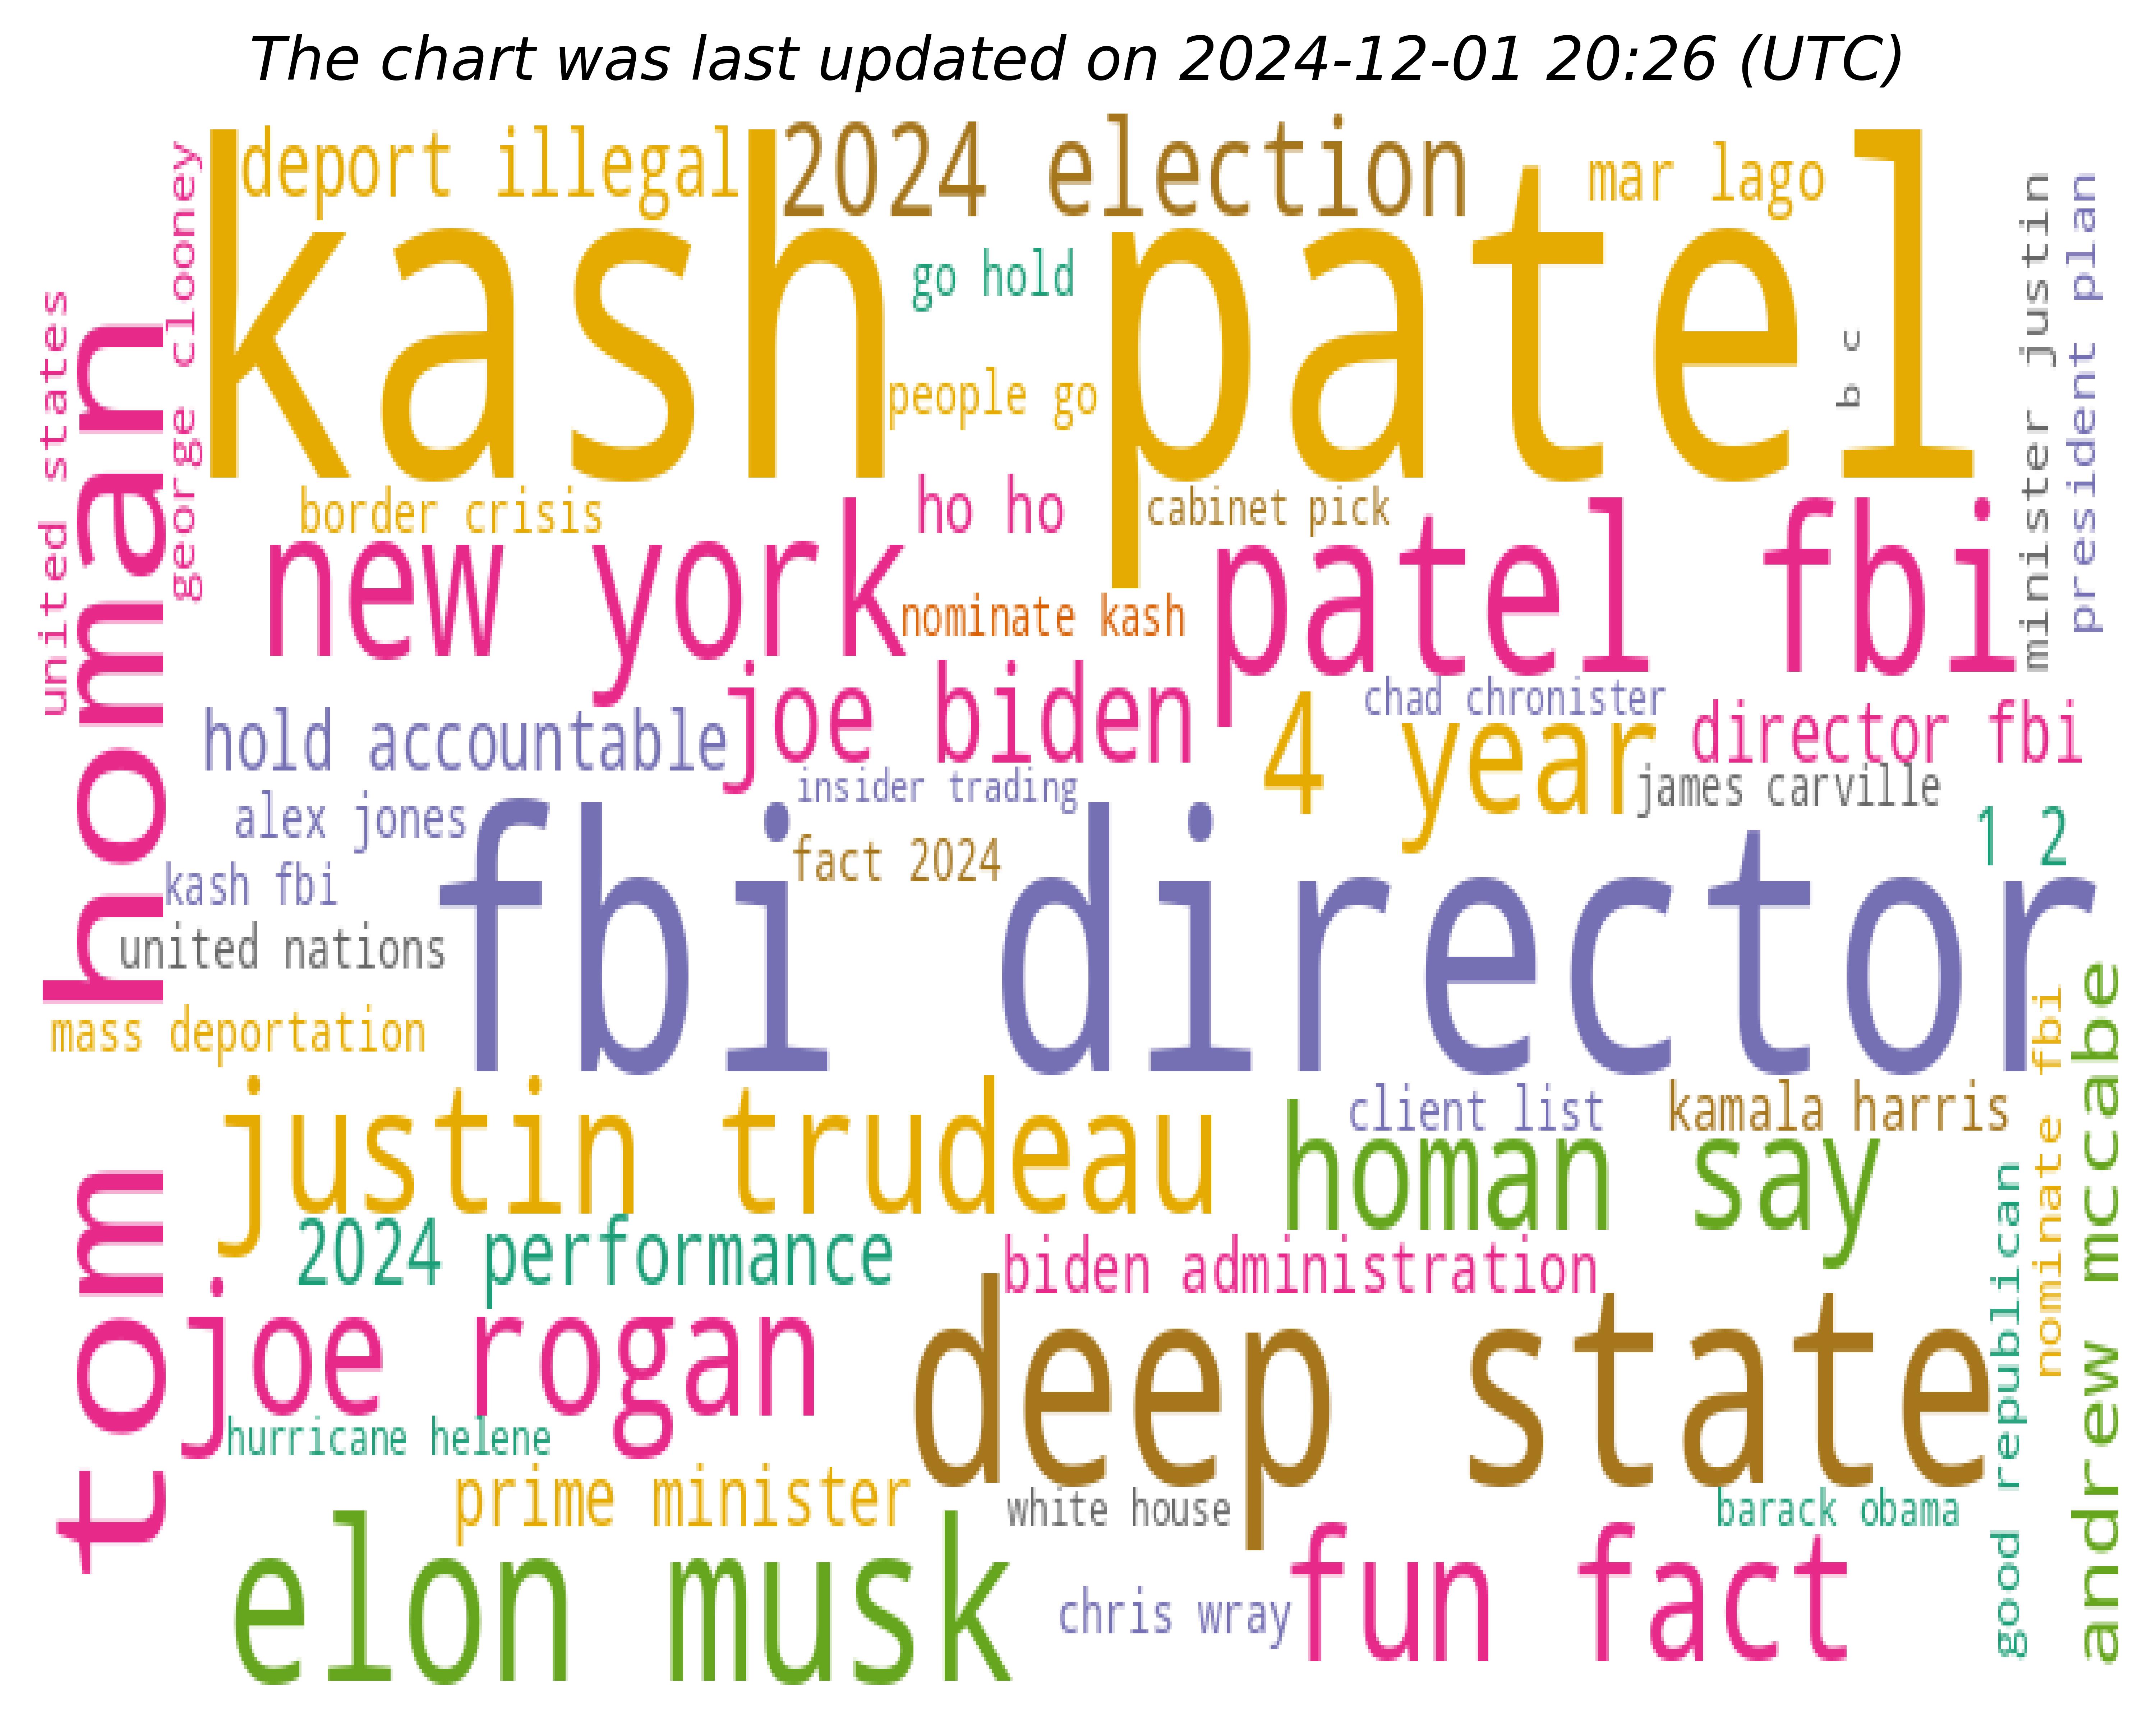 The chart was last updated on 2024-12-01 20:26 (UTC)
deport illegal
2024 election
mar lago
kash patel
george clooney
united states
tom homan
go hold
people go
b c
minister justin
president plan
border crisis
ho ho
cabinet pick
new york
patel fbi
nominate kash
joe biden
chad chronister
hold accountable
4 year
director fbi
insider trading
james carville
alex jones
fact 2024
1 2
kash fbi
fbi director
united nations
mass deportation
nominate fbi
andrew mccabe
justin trudeau
client list
kamala harris
homan say
2024 performance
biden administration
good republican
joe rogan
deep state
hurricane helene
prime minister
white house
barack obama
elon musk
chris wray
fun fact